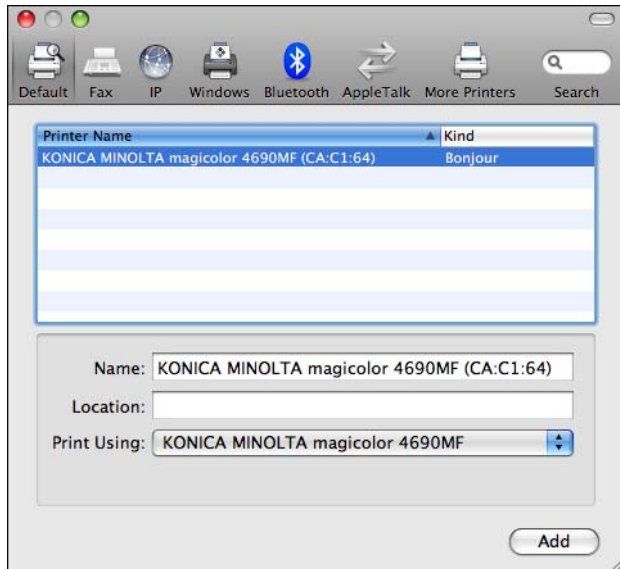 Default Fax IP Windows Bluetooth AppleTalk More Printers Search
Printer Name Kind
KONICA MINOLTA magicolor 4690MF (CA:C1:64) Bonjour
Name: KONICA MINOLTA magicolor 4690MF (CA:C1:64)
Location:
Print Using: KONICA MINOLTA magicolor 4690MF
Add